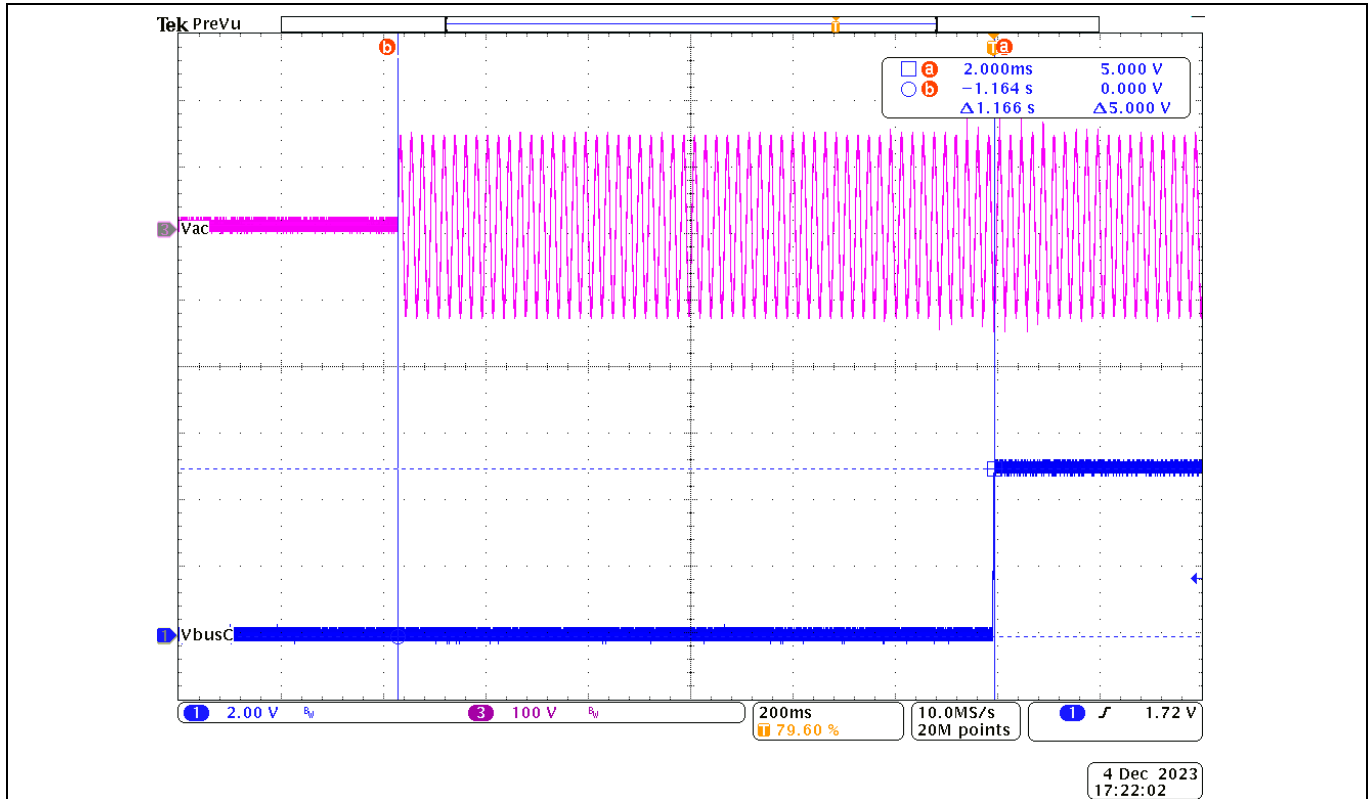 Tek PreVu
T
b
T a
a 2.000ms 5.000 V
b −1.164 s 0.000 V
Δ1.166 s Δ5.000 V
3 Vac
1 VbusC
1 2.00 V BW 3 100 V BW
200ms
T 79.60 %
10.0MS/s
20M points
1 1.72 V
4 Dec 2023
17:22:02